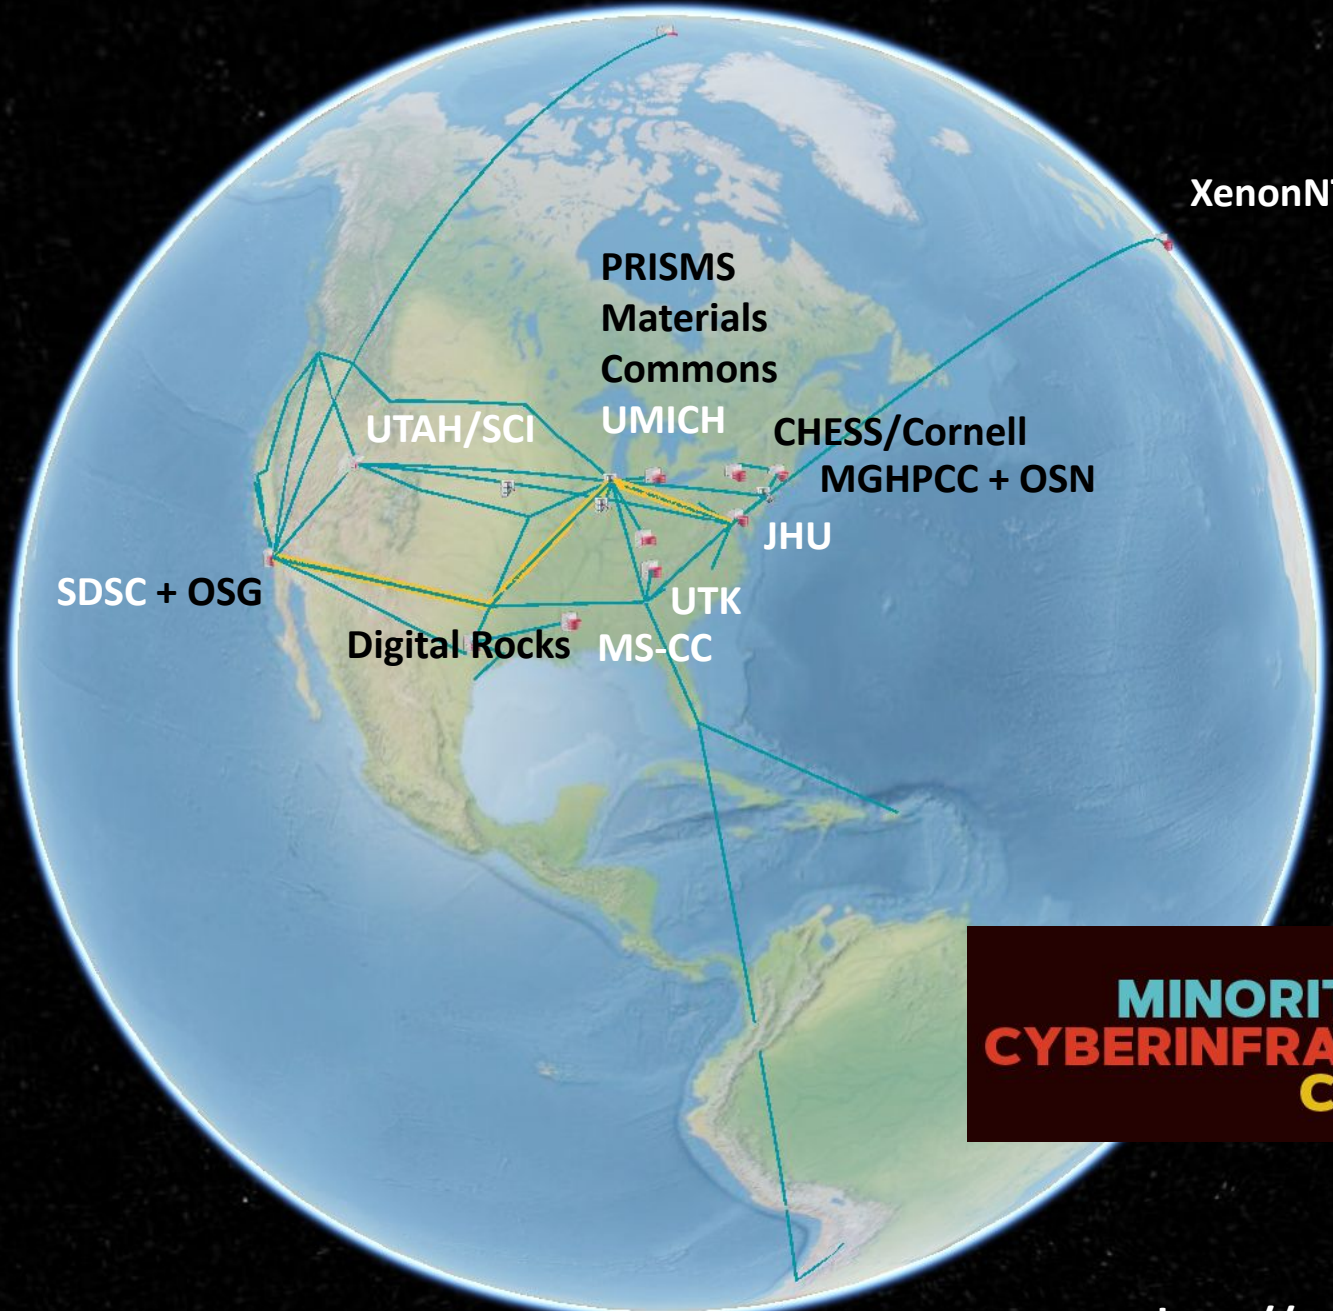 XenonNT
PRISMS
Materials
Commons
UMICH
UTAH/SCI
CHESS/Cornell
MGHPCC + OSN
JHU
SDSC + OSG
UTK
Digital Rocks
MS-CC
MINORIT
CYBERINFRA
C